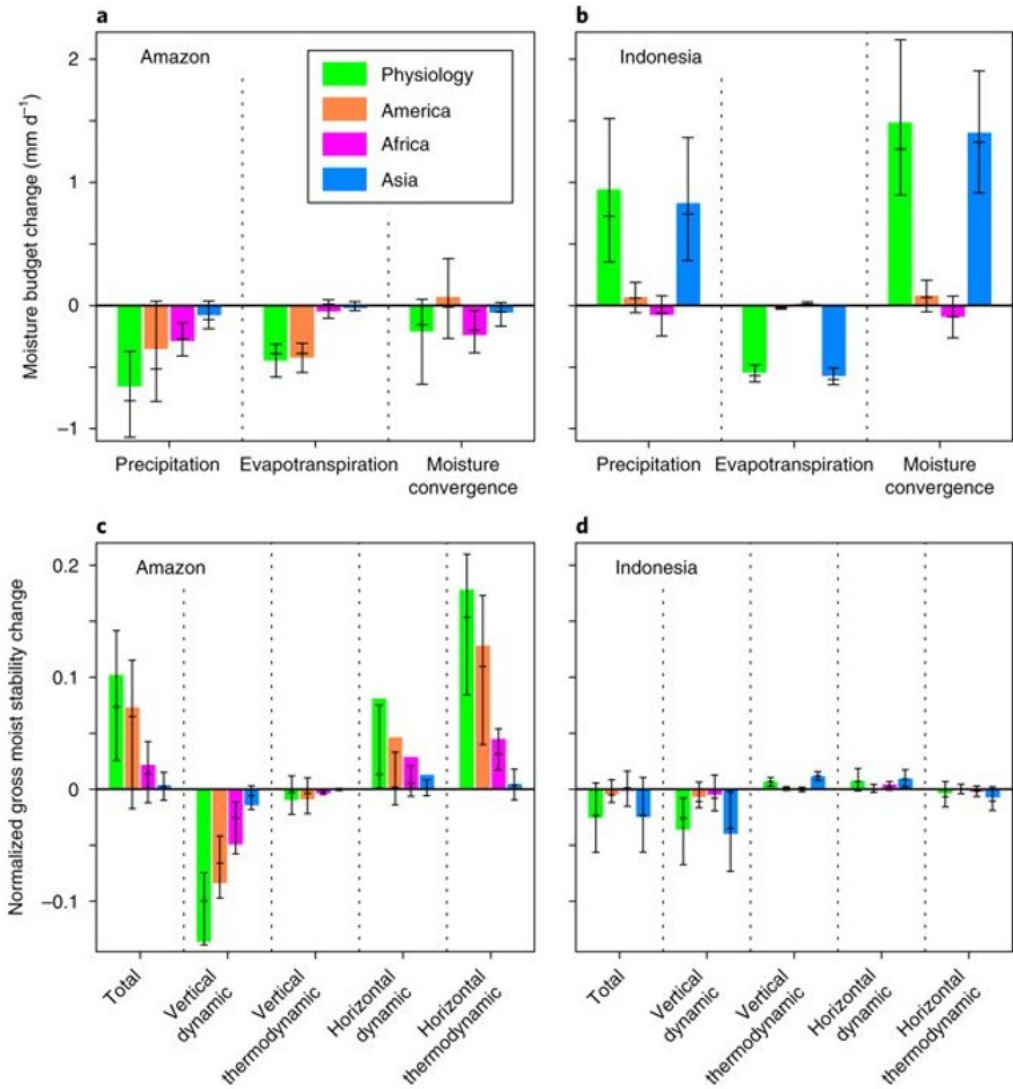 a
Amazon
Physiology
America
Africa
Asia
Moisture budget change (mm d⁻¹)
2
1
0
−1
Precipitation
Evapotranspiration
Moisture
convergence
b
Indonesia
Precipitation
Evapotranspiration
Moisture
convergence
c
Amazon
Normalized gross moist stability change
0.2
0.1
0
−0.1
Total
Vertical
dynamic
Vertical
thermodynamic
Horizontal
dynamic
Horizontal
thermodynamic
d
Indonesia
Total
Vertical
dynamic
Vertical
thermodynamic
Horizontal
dynamic
Horizontal
thermodynamic